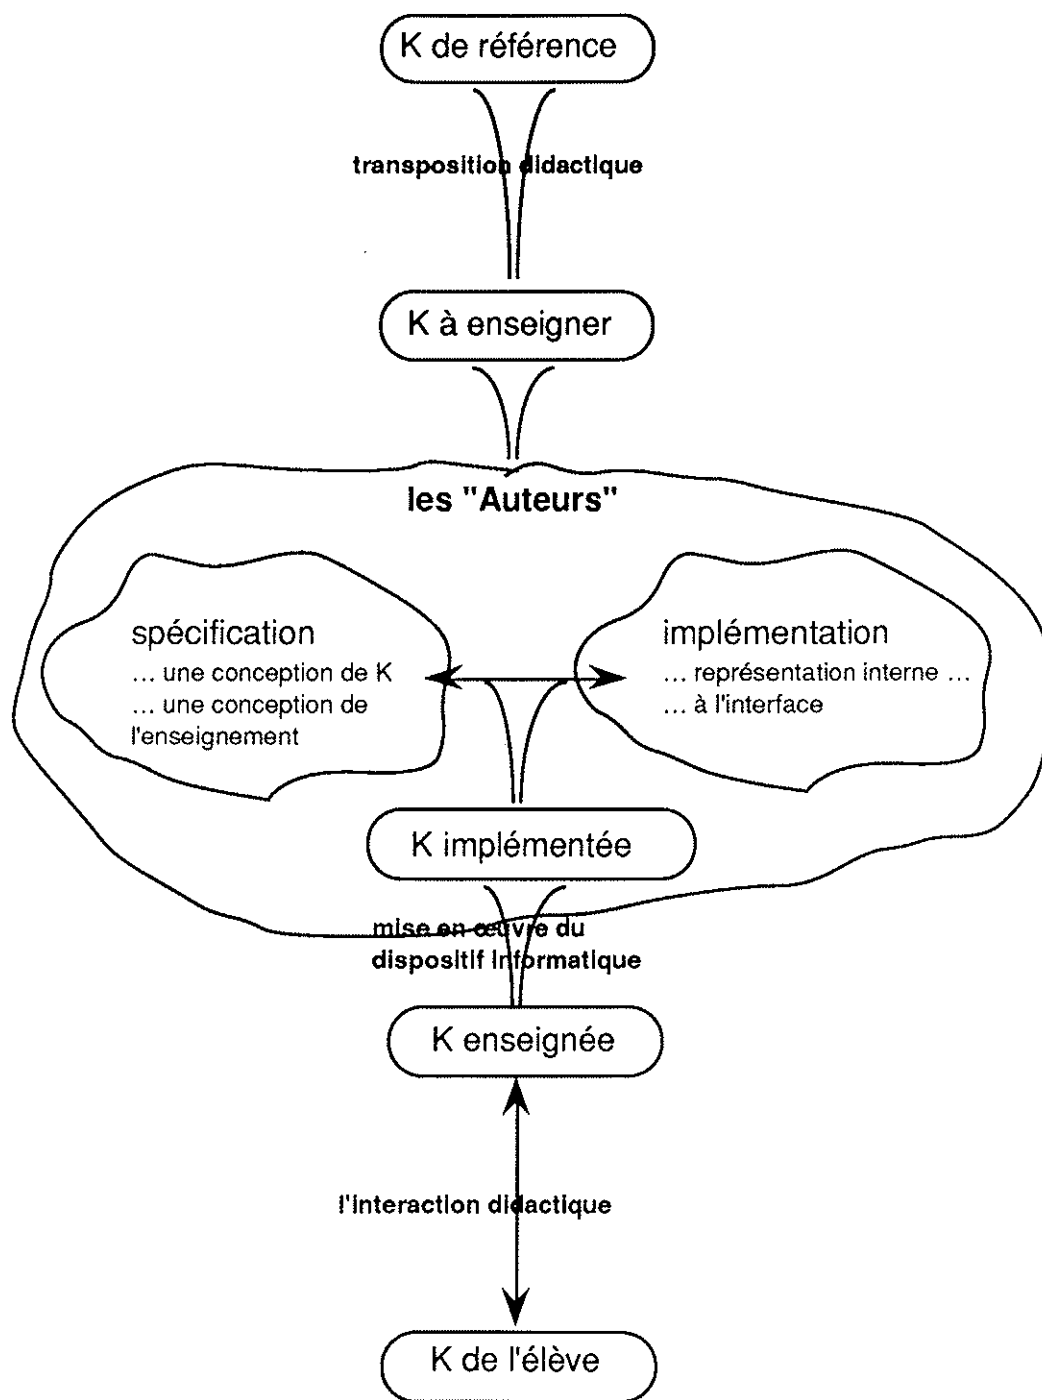 K de référence
transposition didactique
K à enseigner
les "Auteurs"
spécification
... une conception de K
... une conception de
l'enseignement
implémentation
... représentation interne ...
... à l'interface
K implémentée
mise en œuvre du
dispositif informatique
K enseignée
l'interaction didactique
K de l'élève